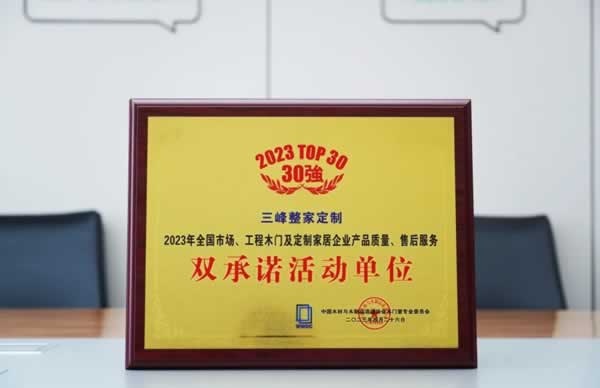 2023 TOP 30
30強
三峰整家定制
2023年全国市场、工程木门及定制家居企业产品质量、售后服务
双承诺活动单位